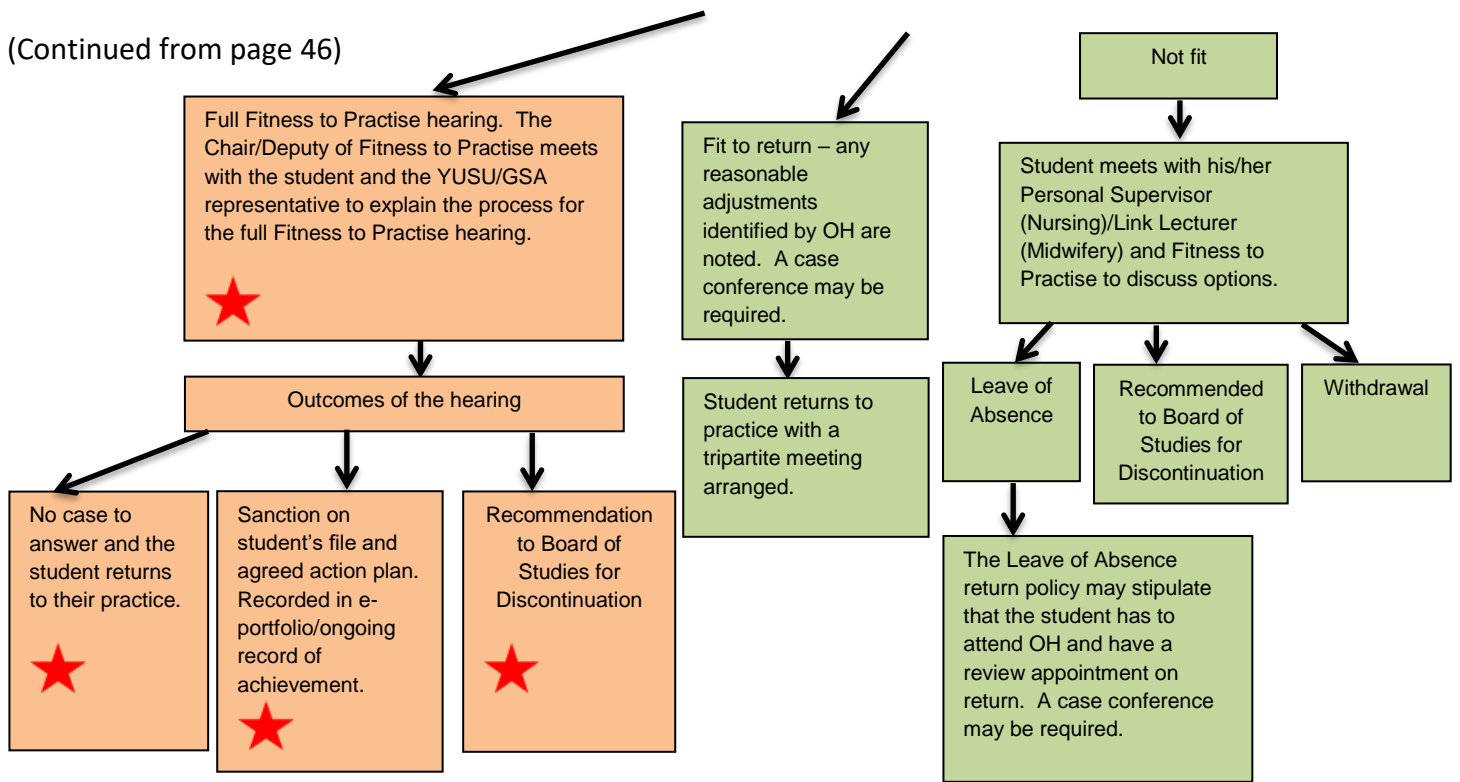 (Continued from page 46)
Full Fitness to Practise hearing.  The
Chair/Deputy of Fitness to Practise meets
with the student and the YUSU/GSA
representative to explain the process for
the full Fitness to Practise hearing.
Outcomes of the hearing
No case to
answer and the
student returns
to their practice.
Sanction on
student’s file and
agreed action plan.
Recorded in e-
portfolio/ongoing
record of
achievement.
Recommendation
to Board of
Studies for
Discontinuation
Fit to return – any
reasonable
adjustments
identified by OH are
noted.  A case
conference may be
required.
Student returns to
practice with a
tripartite meeting
arranged.
Not fit
Student meets with his/her
Personal Supervisor
(Nursing)/Link Lecturer
(Midwifery) and Fitness to
Practise to discuss options.
Leave of
Absence
Recommended
to Board of
Studies for
Discontinuation
Withdrawal
The Leave of Absence
return policy may stipulate
that the student has to
attend OH and have a
review appointment on
return.  A case conference
may be required.